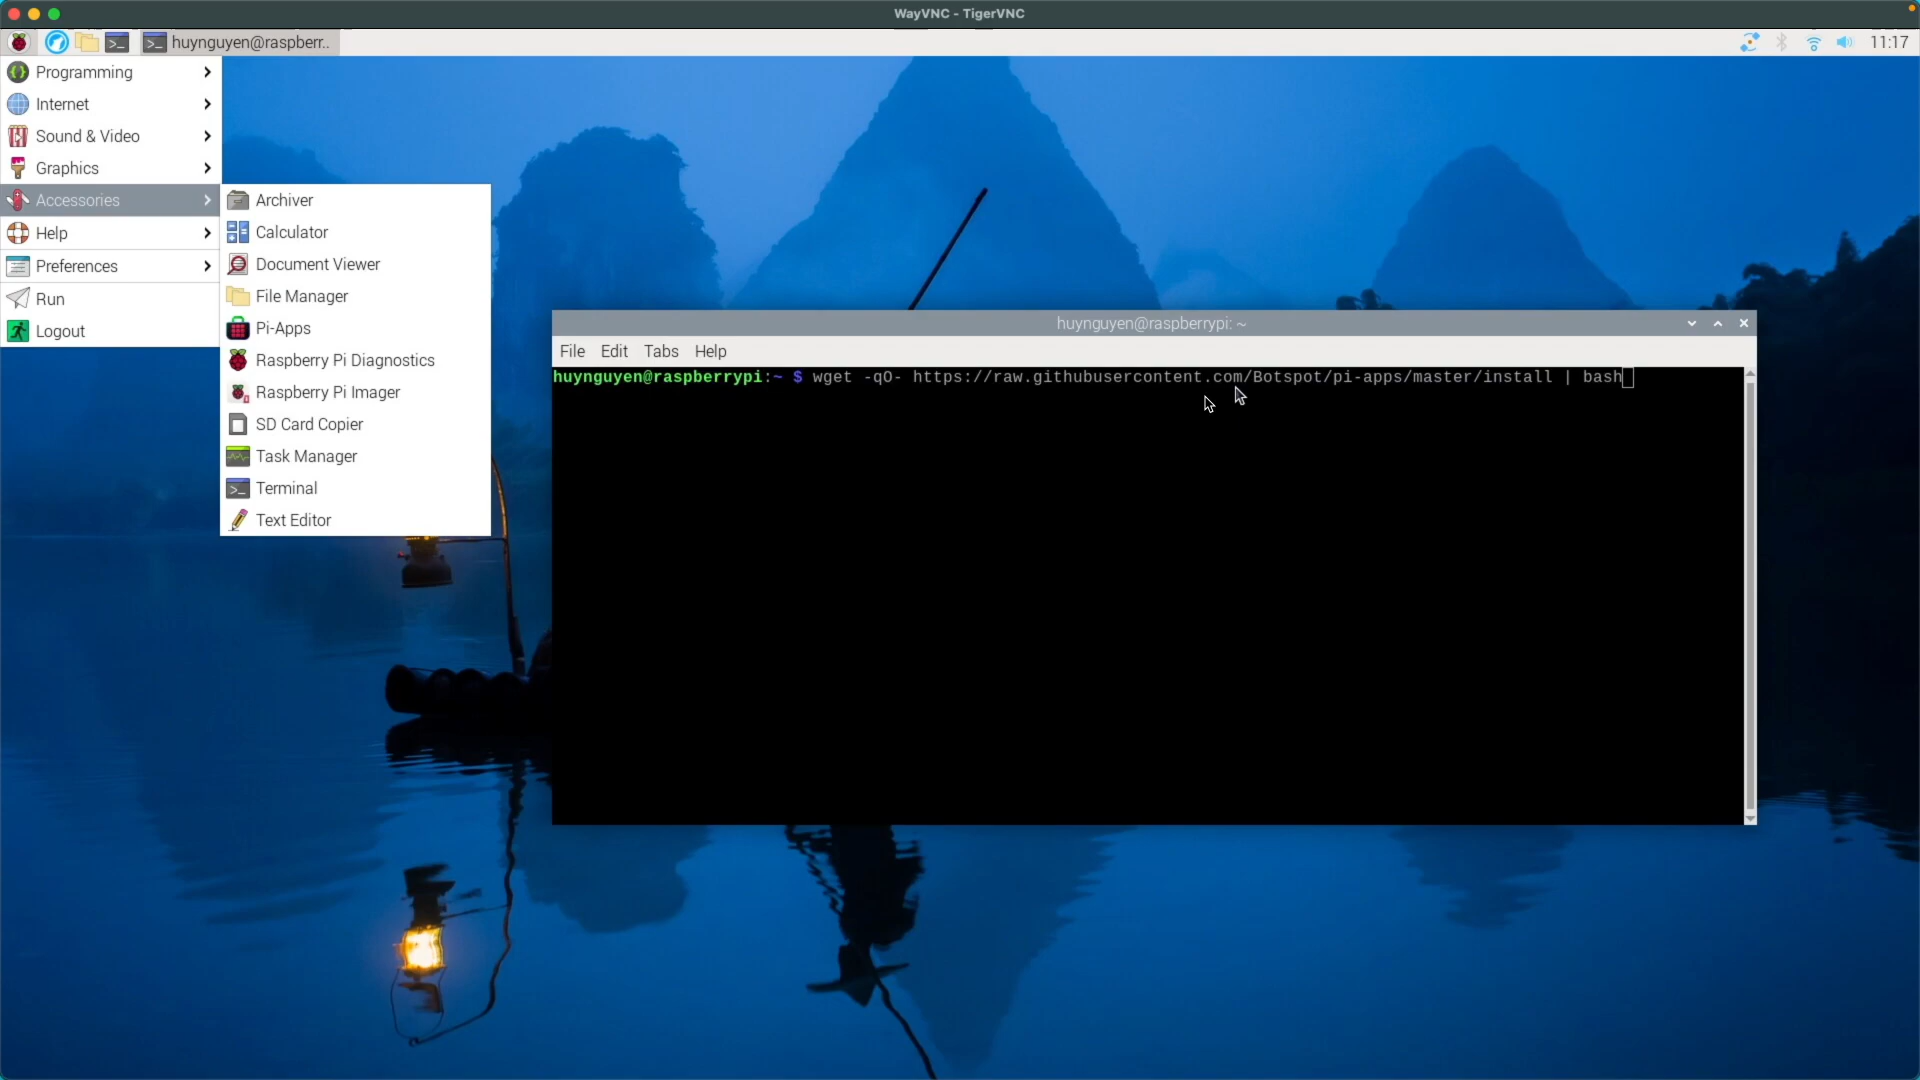 WayVNC - TigerVNC
huynguyen@raspberr..
11:17
Programming
Internet
Sound & Video
Graphics
Accessories
Help
Preferences
Run
Logout
Archiver
Calculator
Document Viewer
File Manager
Pi-Apps
Raspberry Pi Diagnostics
Raspberry Pi Imager
SD Card Copier
Task Manager
Terminal
Text Editor
huynguyen@raspberrypi: ~
File Edit Tabs Help
huynguyen@raspberrypi:~ $ wget -qO- https://raw.githubusercontent.com/Botspot/pi-apps/master/install | bash